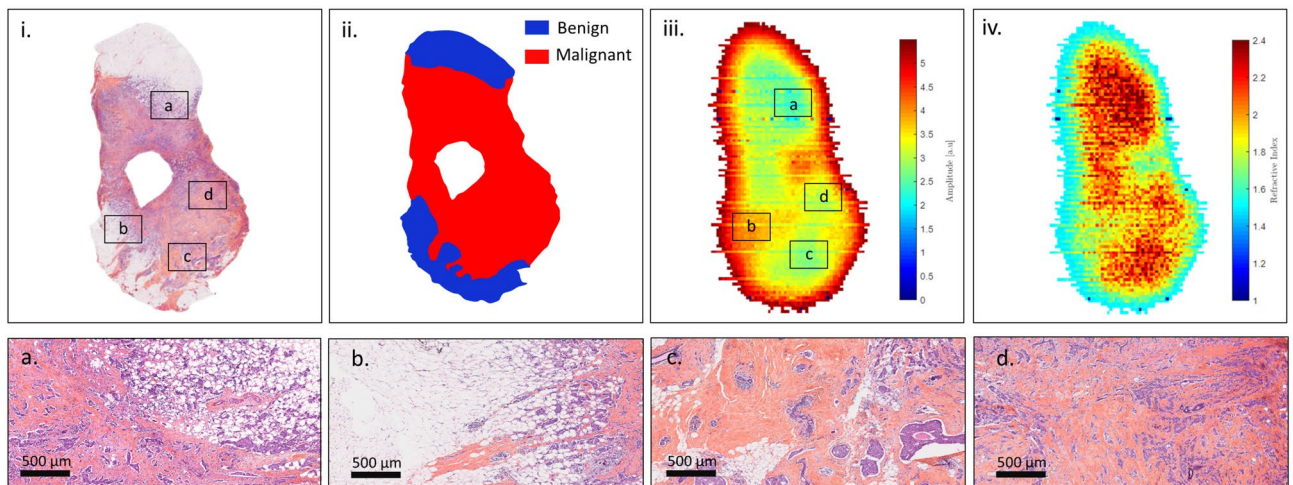 i.
a
d
b
c
ii.
Benign
Malignant
iii.
a
d
b
c
5
4.5
4
3.5
3
2.5
2
1.5
1
0.5
0
Amplitude [a.u]
iv.
2.4
2.2
2
1.8
1.6
1.4
1.2
1
Refractive Index
a.
500 µm
b.
500 µm
c.
500 µm
d.
500 µm